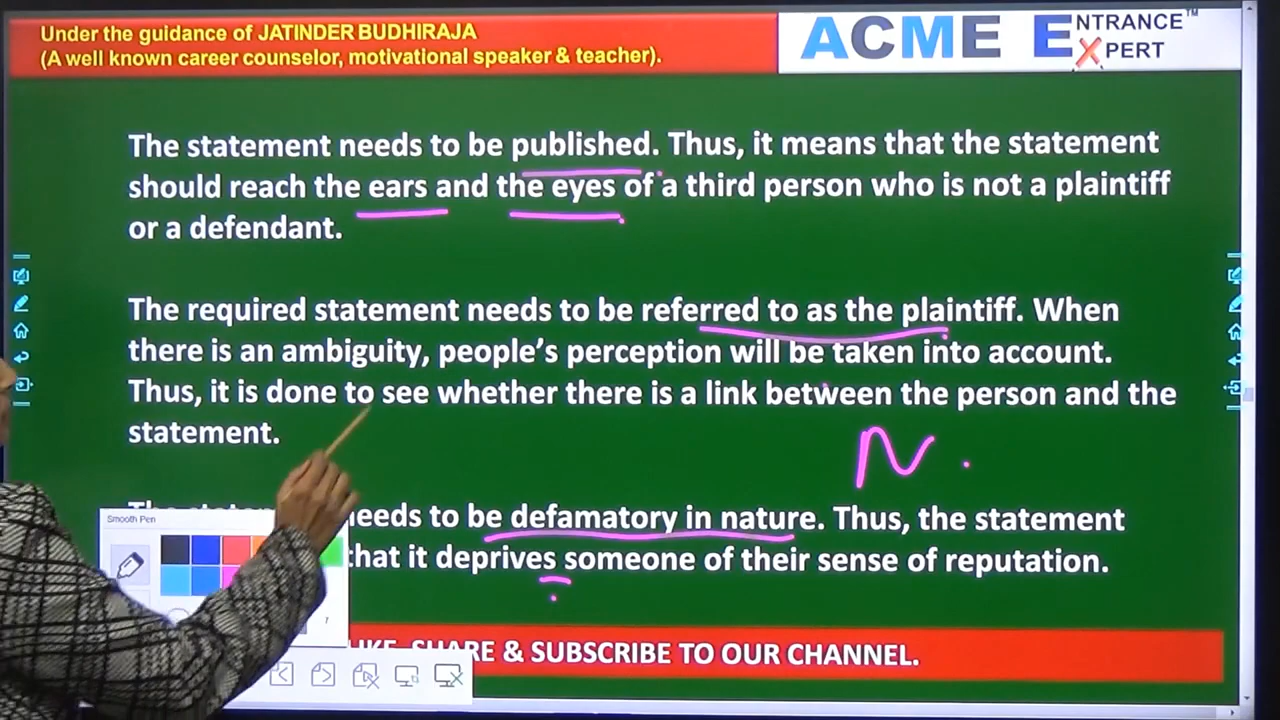 Under the guidance of JATINDER BUDHIRAJA
(A well known career counselor, motivational speaker & teacher).
ACME ENTRANCE EXPERT™
The statement needs to be published. Thus, it means that the statement
should reach the ears and the eyes of a third person who is not a plaintiff
or a defendant.
The required statement needs to be referred to as the plaintiff. When
there is an ambiguity, people's perception will be taken into account.
Thus, it is done to see whether there is a link between the person and the
statement.
N.
needs to be defamatory in nature. Thus, the statement
that it deprives someone of their sense of reputation.
Smooth Pen
SHARE & SUBSCRIBE TO OUR CHANNEL.